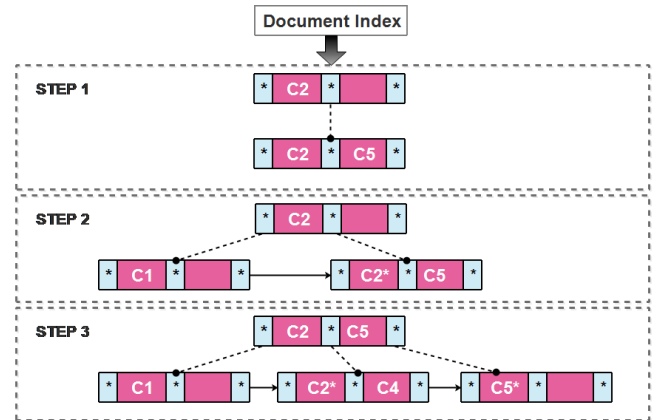 Document Index
STEP 1
* C2 * *
* C2 * C5 *
STEP 2
* C2 * *
* C1 * * * C2* * C5 *
STEP 3
* C2 * C5 *
* C1 * * * C2* * C4 * * C5* * *